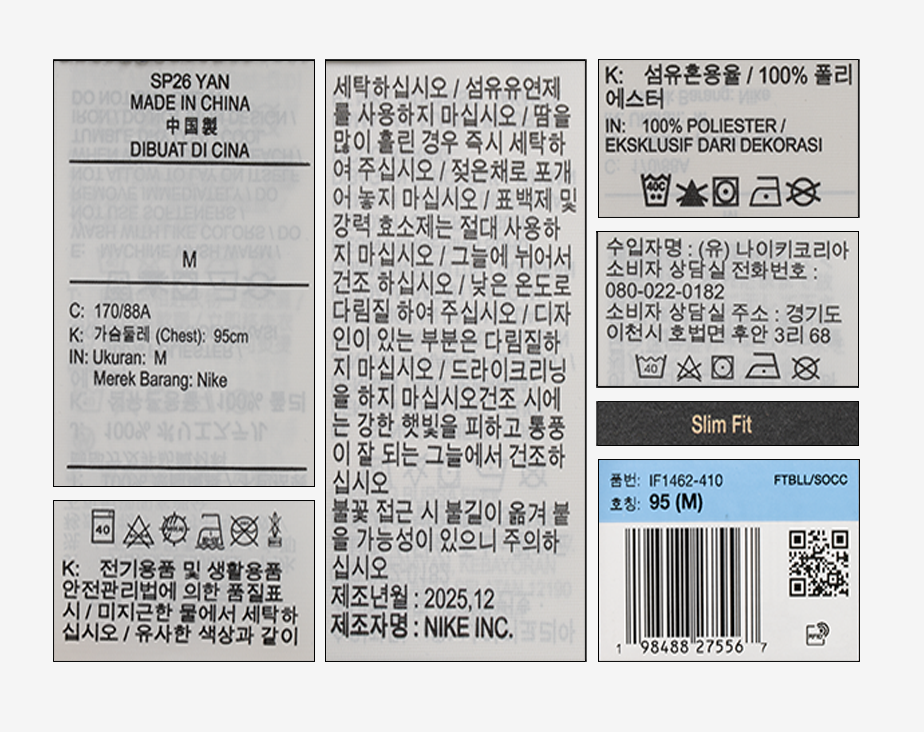 SP26 YAN
MADE IN CHINA
中国製
DIBUAT DI CINA
M
C: 170/88A
K: 가슴둘레 (Chest): 95cm
IN: Ukuran: M
Merek Barang: Nike
40
K: 전기용품 및 생활용품
안전관리법에 의한 품질표
시 / 미지근한 물에서 세탁하
십시오 / 유사한 색상과 같이
세탁하십시오 / 섬유유연제
를 사용하지 마십시오 / 땀을
많이 흘린 경우 즉시 세탁하
여 주십시오 / 젖은채로 포개
어 놓지 마십시오 / 표백제 및
강력 효소제는 절대 사용하
지 마십시오 / 그늘에 뉘어서
건조 하십시오 / 낮은 온도로
다림질 하여 주십시오 / 디자
인이 있는 부분은 다림질하
지 마십시오 / 드라이크리닝
을 하지 마십시오건조 시에
는 강한 햇빛을 피하고 통풍
이 잘 되는 그늘에서 건조하
십시오
불꽃 접근 시 불길이 옮겨 붙
을 가능성이 있으니 주의하
십시오
제조년월 : 2025,12
제조자명 : NIKE INC.
K: 섬유혼용율 / 100% 폴리
에스터
IN: 100% POLIESTER /
EKSKLUSIF DARI DEKORASI
40C
수입자명 : (유) 나이키코리아
소비자 상담실 전화번호 :
080-022-0182
소비자 상담실 주소 : 경기도
이천시 호법면 후안 3리 68
40
Slim Fit
품번: IF1462-410 FTBLL/SOCC
호칭: 95 (M)
1 98488 27556 7